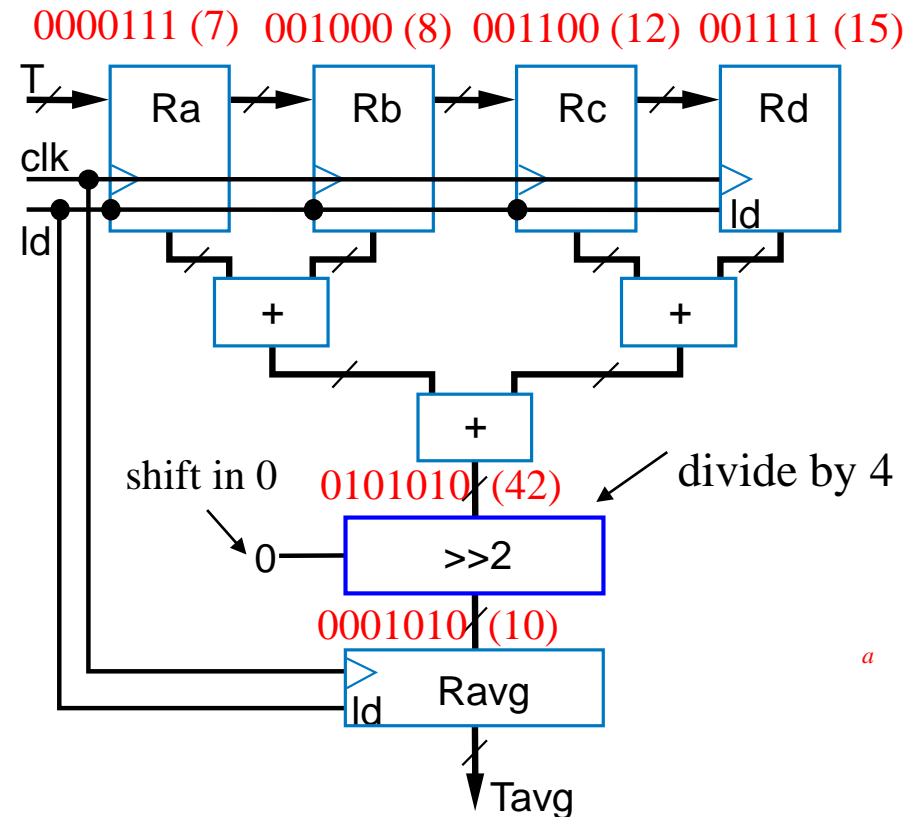 0000111 (7) 001000 (8) 001100 (12) 001111 (15)
T
Ra Rb Rc Rd
clk
ld
ld
+ +
+
shift in 0
0101010 (42)
divide by 4
0
>>2
0001010 (10)
a
Ravg
ld
Tavg